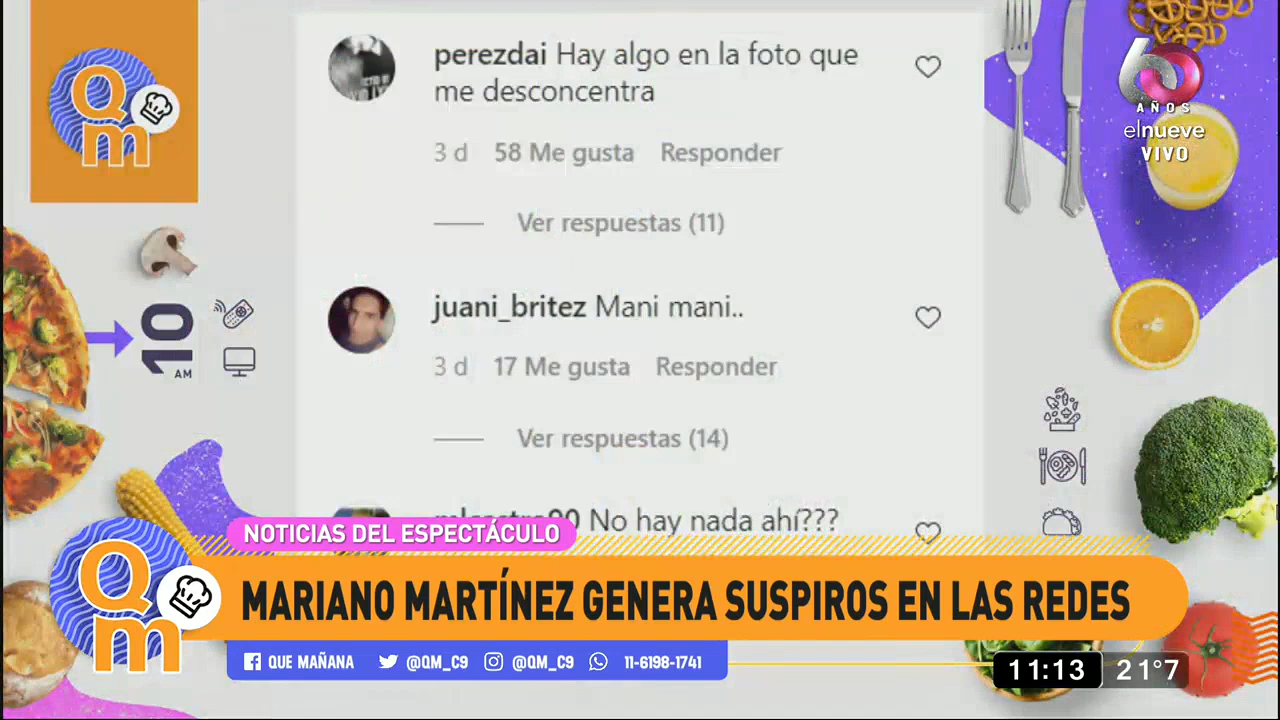 Qm
perezdai Hay algo en la foto que
me desconcentra
3 d 58 Me gusta Responder
Ver respuestas (11)
juani_britez Mani mani..
3 d 17 Me gusta Responder
Ver respuestas (14)
No hay nada ahí???
60
AÑOS
elnueve
VIVO
10
AM
NOTICIAS DEL ESPECTÁCULO
Qm
MARIANO MARTÍNEZ GENERA SUSPIROS EN LAS REDES
QUE MAÑANA @QM_C9 @QM_C9 11-6198-1741
11:13 21°7